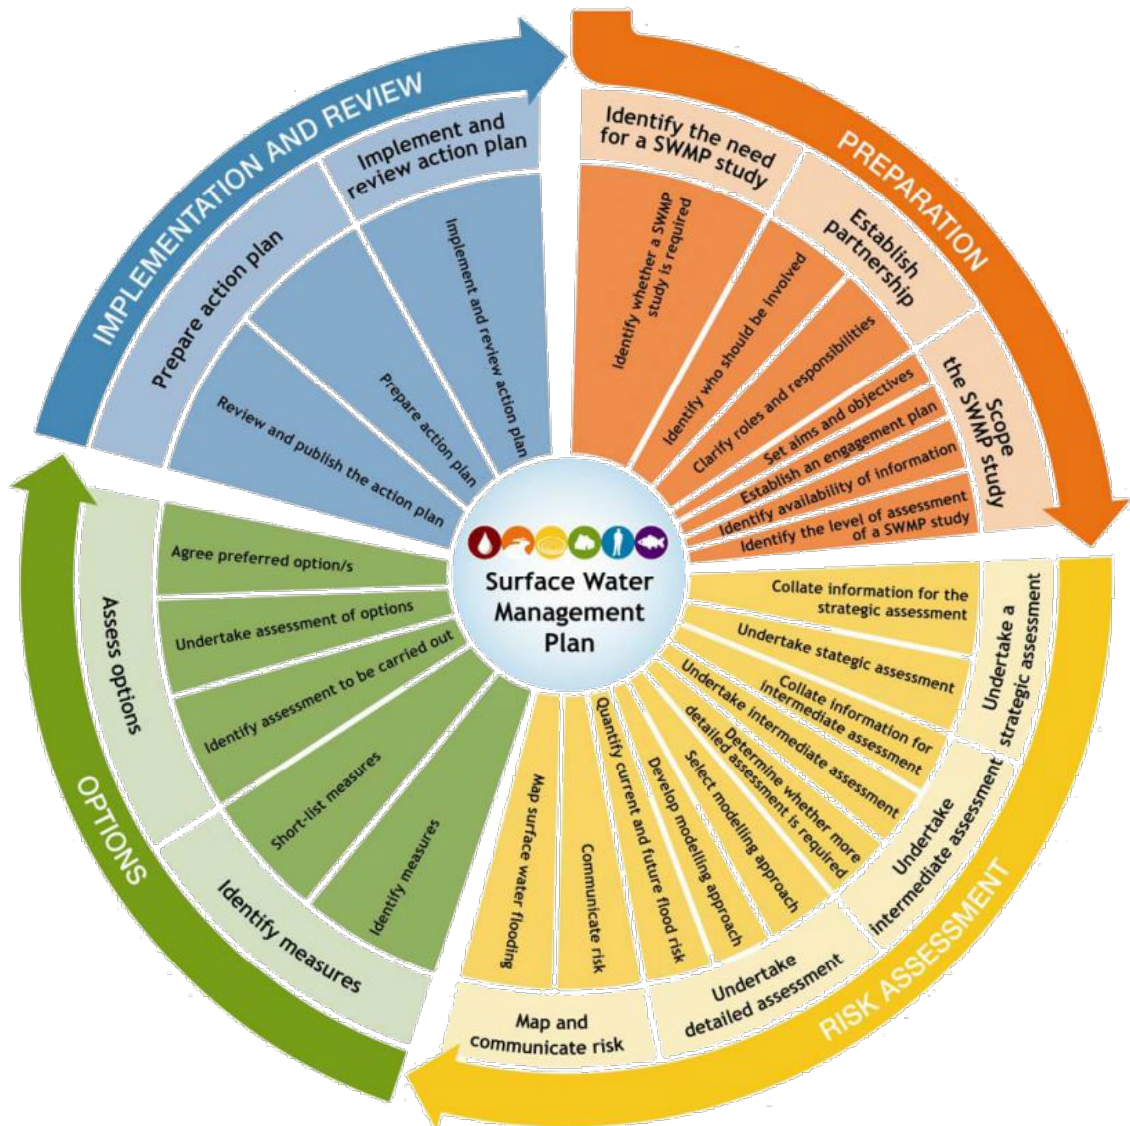 PREPARATION
Identify the need
for a SWMP study
Identify whether a SWMP
study is required
Establish
partnership
Identify who should be involved
Clarify roles and responsibilities
Scope
the SWMP study
Set aims and objectives
Establish an engagement plan
Identify availability of information
Identify the level of assessment
of a SWMP study
RISK ASSESSMENT
Undertake a
strategic assessment
Collate information for the
strategic assessment
Undertake stategic assessment
Undertake
intermediate assessment
Collate information for
intermediate assessment
Undertake intermediate assessment
Determine whether more
detailed assessment is required
Undertake
detailed assessment
Select modelling approach
Develop modelling approach
Quantify current and future flood risk
Map and
communicate risk
Communicate risk
Map surface water flooding
OPTIONS
Identify measures
Identify measures
Short-list measures
Assess options
Identify assessment to be carried out
Undertake assessment of options
Agree preferred option/s
IMPLEMENTATION AND REVIEW
Prepare action plan
Review and publish the action plan
Prepare action plan
Implement and
review action plan
Implement and review action plan
Surface Water
Management
Plan